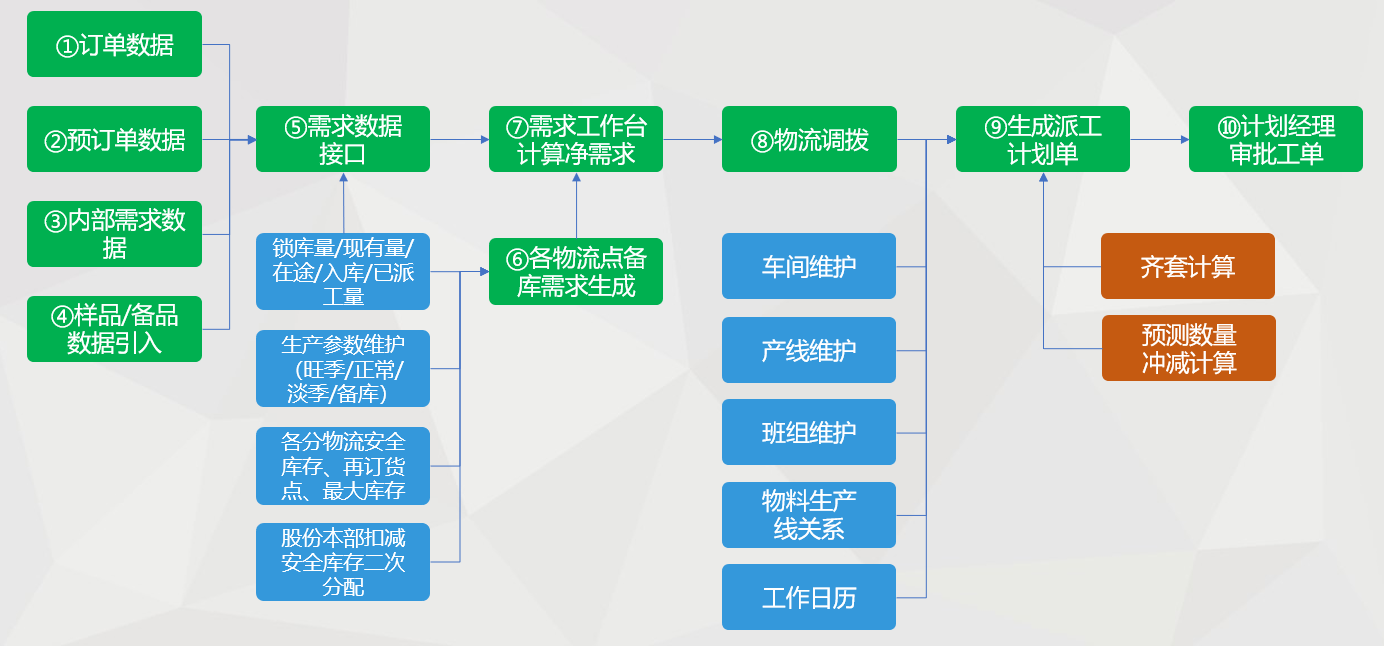 ①订单数据
②预订单数据
③内部需求数
据
④样品/备品
数据引入
⑤需求数据
接口
锁库量/现有量/
在途/入库/已派
工量
生产参数维护
（旺季/正常/
淡季/备库）
各分物流安全
库存、再订货
点、最大库存
股份本部扣减
安全库存二次
分配
⑦需求工作台
计算净需求
⑥各物流点备
库需求生成
⑧物流调拨
车间维护
产线维护
班组维护
物料生产
线关系
工作日历
⑨生成派工
计划单
齐套计算
预测数量
冲减计算
⑩计划经理
审批工单